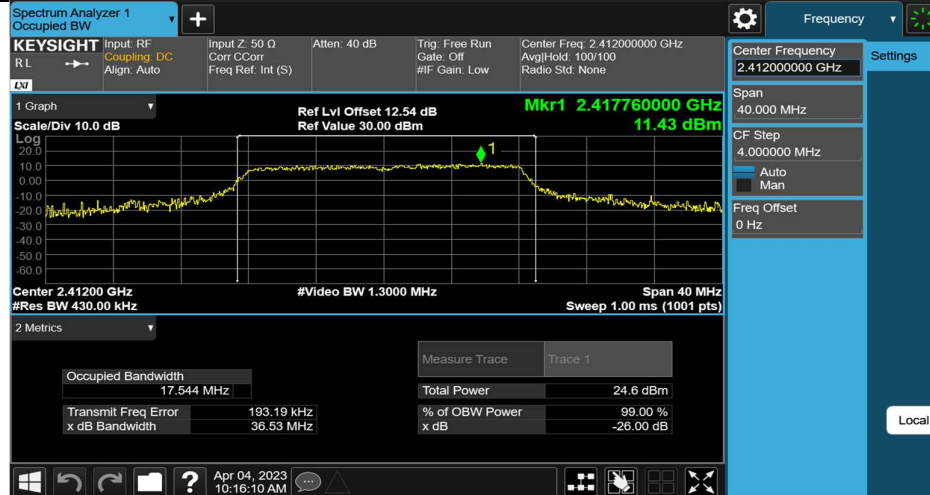 Spectrum Analyzer 1
Occupied BW
+
Frequency
KEYSIGHT
R L
LXI
Input: RF
Coupling: DC
Align: Auto
Input Z: 50 Ω
Corr CCorr
Freq Ref: Int (S)
Atten: 40 dB
Trig: Free Run
Gate: Off
#IF Gain: Low
Center Freq: 2.412000000 GHz
Avg|Hold: 100/100
Radio Std: None
Center Frequency
2.412000000 GHz
Settings
Span
40.000 MHz
CF Step
4.000000 MHz
Auto
Man
Freq Offset
0 Hz
Local
1 Graph
Scale/Div 10.0 dB
Ref Lvl Offset 12.54 dB
Ref Value 30.00 dBm
Mkr1 2.417760000 GHz
11.43 dBm
Log
20.0
10.0
0.00
-10.0
-20.0
-30.0
-40.0
-50.0
-60.0
1
Center 2.41200 GHz
#Res BW 430.00 kHz
#Video BW 1.3000 MHz
Span 40 MHz
Sweep 1.00 ms (1001 pts)
2 Metrics
Measure Trace Trace 1
Occupied Bandwidth
17.544 MHz
Total Power 24.6 dBm
Transmit Freq Error 193.19 kHz
% of OBW Power 99.00 %
x dB Bandwidth 36.53 MHz
x dB -26.00 dB
?
Apr 04, 2023
10:16:10 AM